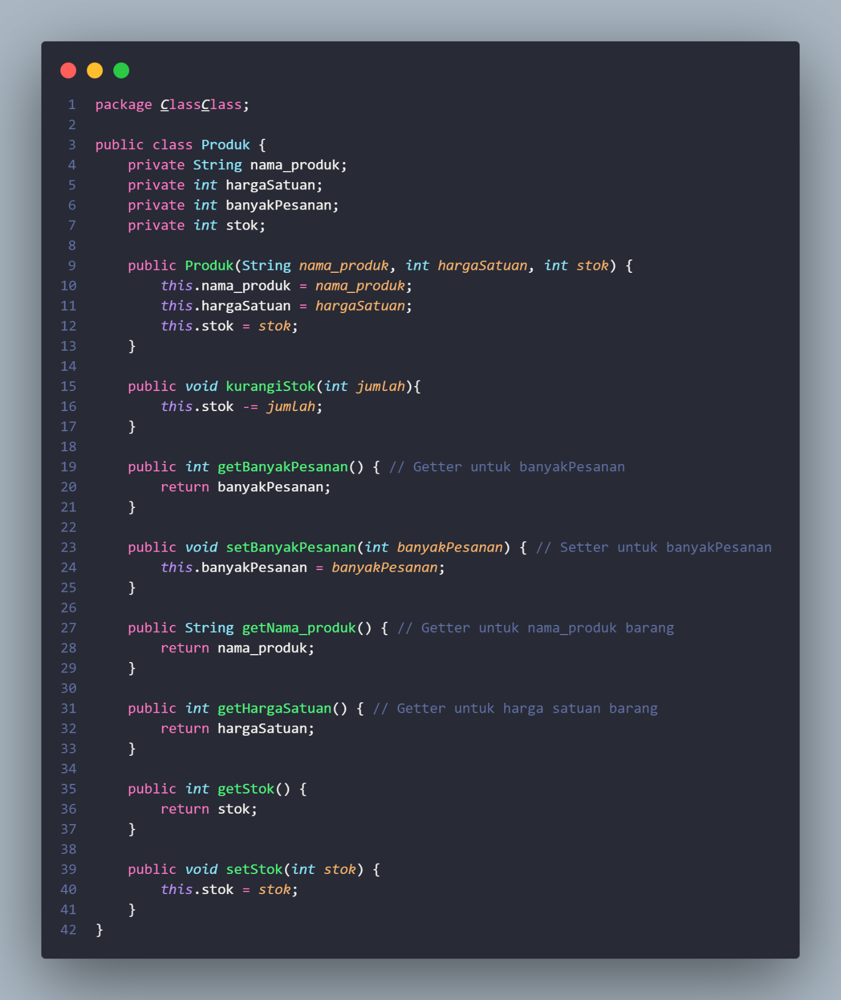 1 package ClassClass;
2
3 public class Produk {
4     private String nama_produk;
5     private int hargaSatuan;
6     private int banyakPesanan;
7     private int stok;
8
9     public Produk(String nama_produk, int hargaSatuan, int stok) {
10         this.nama_produk = nama_produk;
11         this.hargaSatuan = hargaSatuan;
12         this.stok = stok;
13     }
14
15     public void kurangiStok(int jumlah){
16         this.stok -= jumlah;
17     }
18
19     public int getBanyakPesanan() { // Getter untuk banyakPesanan
20         return banyakPesanan;
21     }
22
23     public void setBanyakPesanan(int banyakPesanan) { // Setter untuk banyakPesanan
24         this.banyakPesanan = banyakPesanan;
25     }
26
27     public String getNama_produk() { // Getter untuk nama_produk barang
28         return nama_produk;
29     }
30
31     public int getHargaSatuan() { // Getter untuk harga satuan barang
32         return hargaSatuan;
33     }
34
35     public int getStok() {
36         return stok;
37     }
38
39     public void setStok(int stok) {
40         this.stok = stok;
41     }
42 }